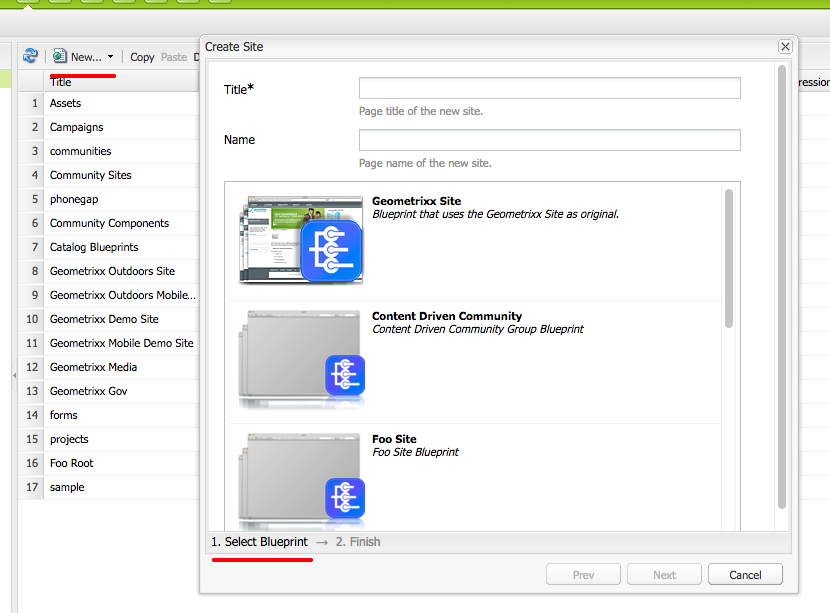 New...
Copy
Paste
Title
1 Assets
2 Campaigns
3 communities
4 Community Sites
5 phonegap
6 Community Components
7 Catalog Blueprints
8 Geometrixx Outdoors Site
9 Geometrixx Outdoors Mobile...
10 Geometrixx Demo Site
11 Geometrixx Mobile Demo Site
12 Geometrixx Media
13 Geometrixx Gov
14 forms
15 projects
16 Foo Root
17 sample
Create Site
Title*
Page title of the new site.
Name
Page name of the new site.
Geometrixx Site
Blueprint that uses the Geometrixx Site as original.
Content Driven Community
Content Driven Community Group Blueprint
Foo Site
Foo Site Blueprint
1. Select Blueprint → 2. Finish
Prev
Next
Cancel